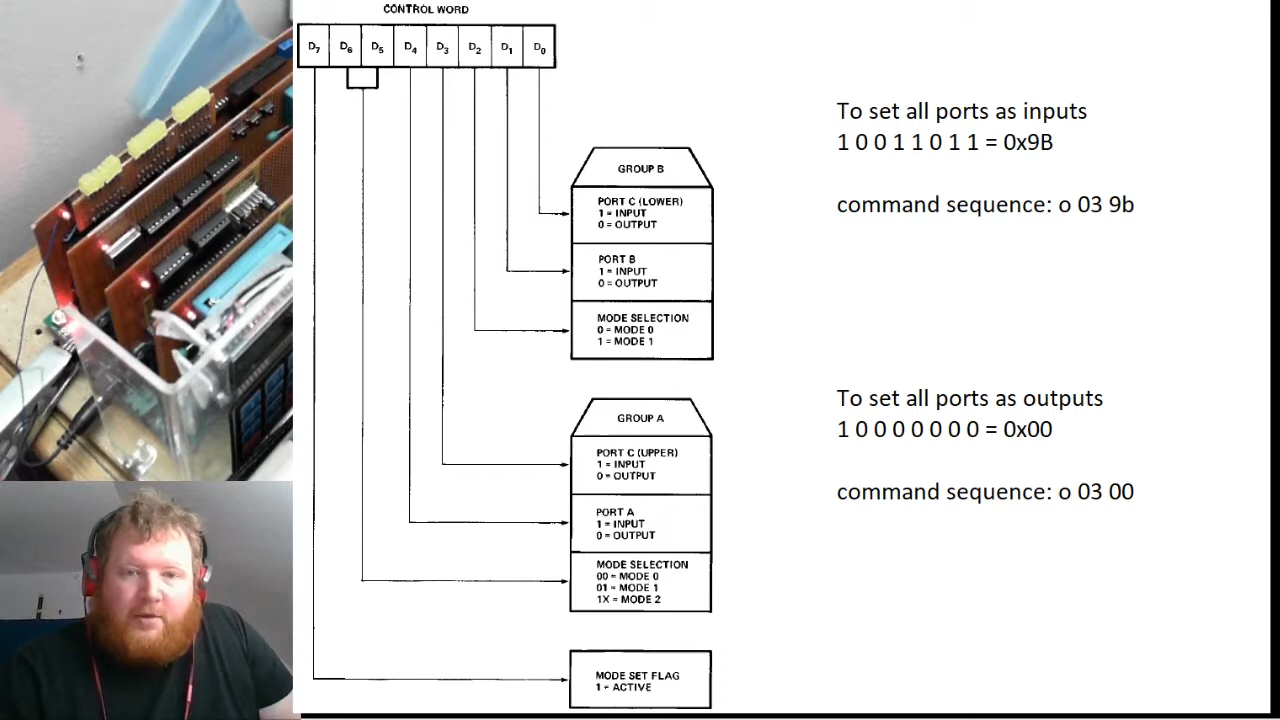 CONTROL WORD
D7 D6 D5 D4 D3 D2 D1 D0
GROUP B
PORT C (LOWER)
1 = INPUT
0 = OUTPUT
PORT B
1 = INPUT
0 = OUTPUT
MODE SELECTION
0 = MODE 0
1 = MODE 1
GROUP A
PORT C (UPPER)
1 = INPUT
0 = OUTPUT
PORT A
1 = INPUT
0 = OUTPUT
MODE SELECTION
00 = MODE 0
01 = MODE 1
1X = MODE 2
MODE SET FLAG
1 = ACTIVE
To set all ports as inputs
1 0 0 1 1 0 1 1 = 0x9B
command sequence: o 03 9b
To set all ports as outputs
1 0 0 0 0 0 0 0 = 0x00
command sequence: o 03 00